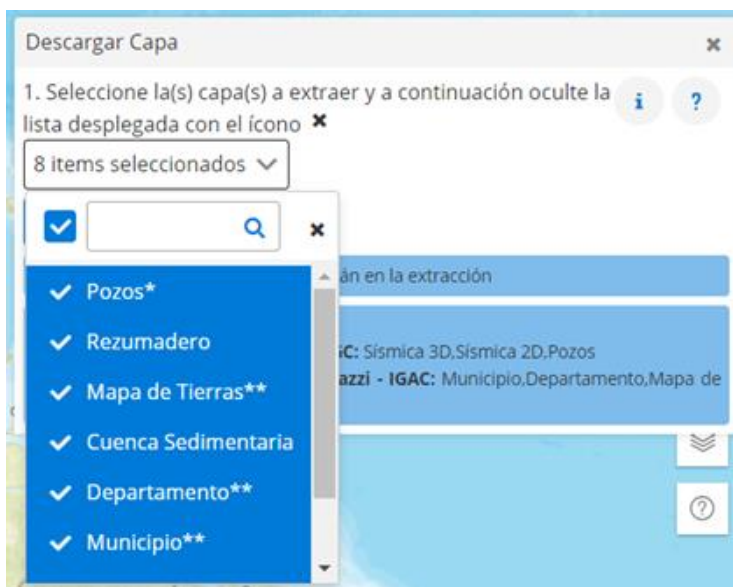 Descargar Capa
1. Seleccione la(s) capa(s) a extraer y a continuación oculte la
lista desplegada con el ícono
8 items seleccionados
án en la extracción
Pozos*
Rezumadero
GC: Sísmica 3D,Sísmica 2D,Pozos
Mapa de Tierras**
azzi - IGAC: Municipio,Departamento,Mapa de
Cuenca Sedimentaria
Departamento**
Municipio**